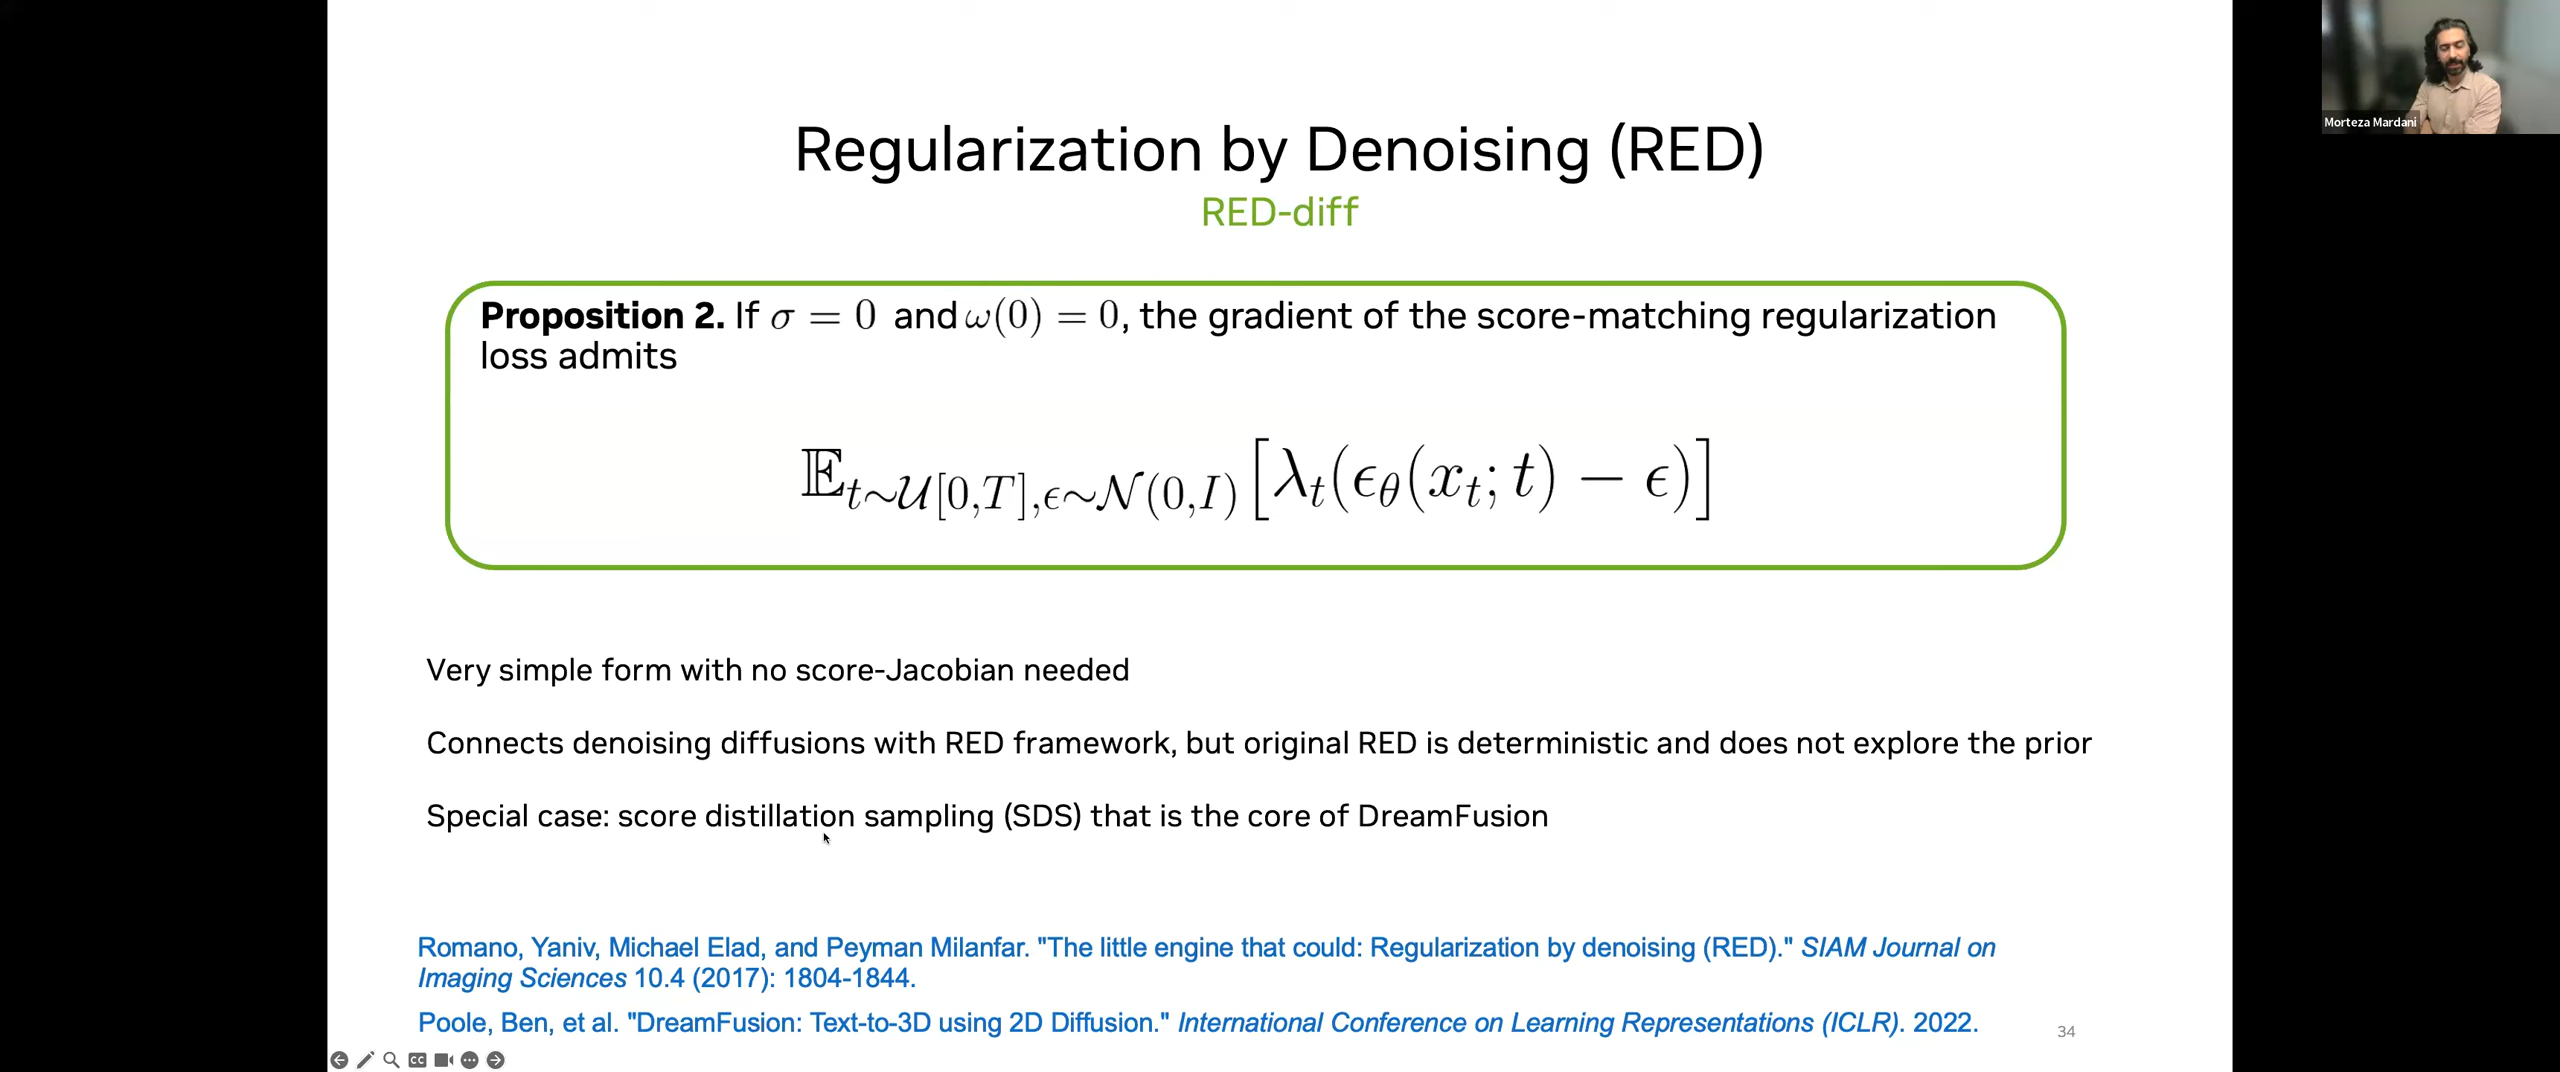 Morteza Mardani
Regularization by Denoising (RED)
RED-diff
Proposition 2. If σ = 0 and ω(0) = 0, the gradient of the score-matching regularization
loss admits
𝔼_{t∼𝒰[0,T],ϵ∼𝒩(0,I)}[λ_t(ϵ_θ(x_t; t) − ϵ)]
Very simple form with no score-Jacobian needed
Connects denoising diffusions with RED framework, but original RED is deterministic and does not explore the prior
Special case: score distillation sampling (SDS) that is the core of DreamFusion
Romano, Yaniv, Michael Elad, and Peyman Milanfar. "The little engine that could: Regularization by denoising (RED)." SIAM Journal on
Imaging Sciences 10.4 (2017): 1804-1844.
Poole, Ben, et al. "DreamFusion: Text-to-3D using 2D Diffusion." International Conference on Learning Representations (ICLR). 2022.
34
CC